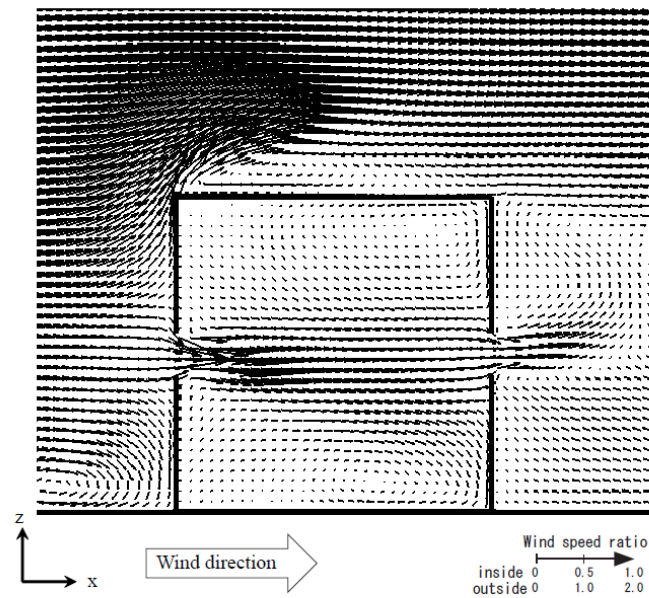 z
x
Wind direction
Wind speed ratio
inside 0 0.5 1.0
outside 0 1.0 2.0